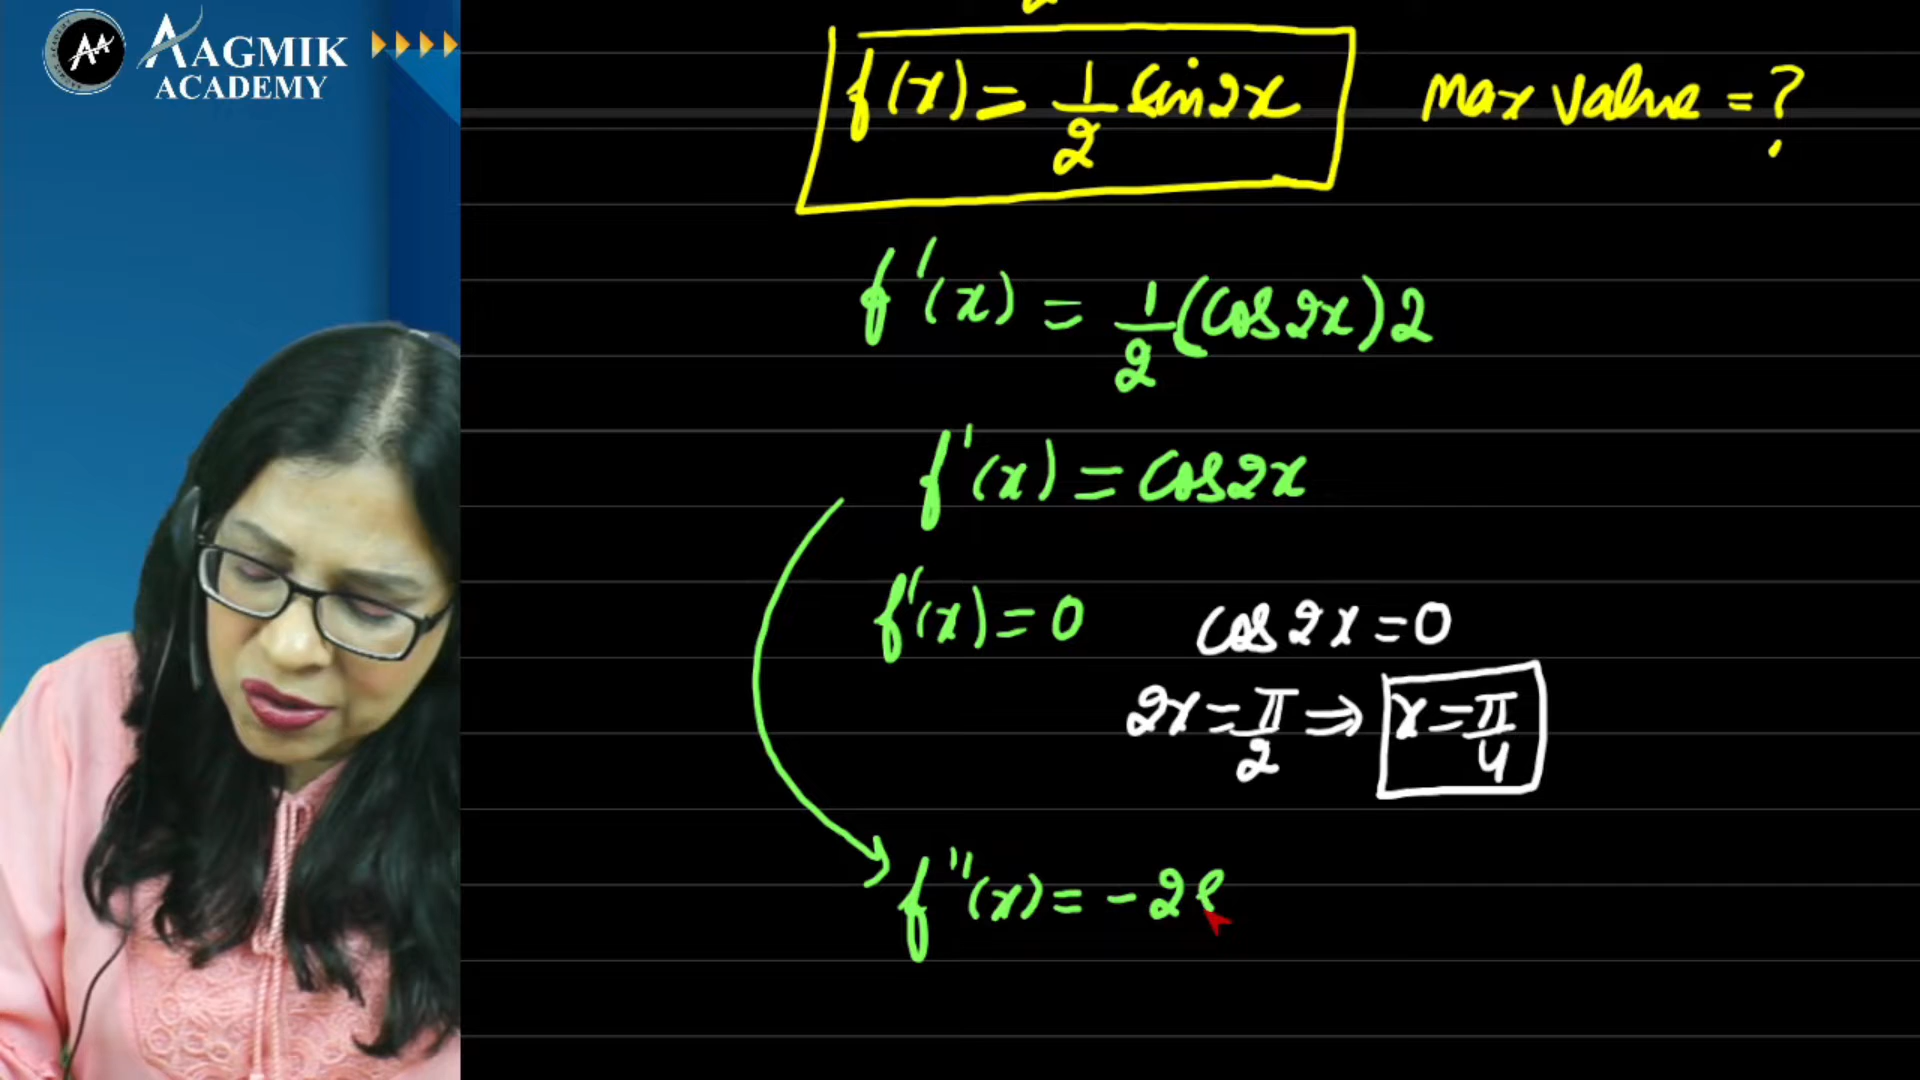 AAGMIK
ACADEMY
f(x) = 1/2 sin2x
max value = ?
f'(x) = 1/2 (cos2x)2
f'(x) = cos2x
f'(x) = 0
cos2x = 0
2x = π/2 ⇒ x = π/4
f''(x) = -2